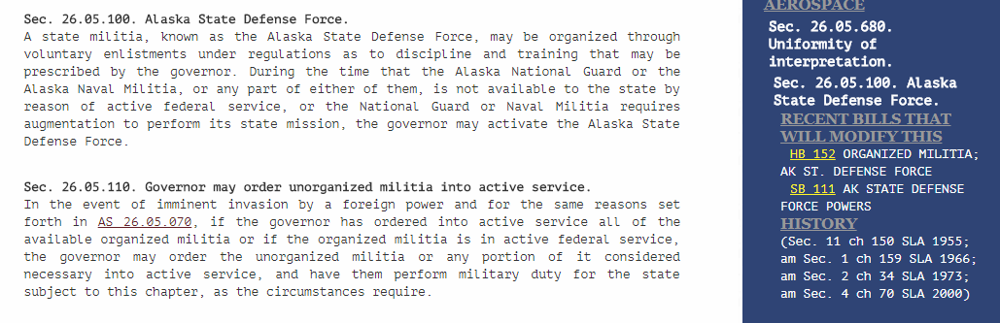 Sec. 26.05.100. Alaska State Defense Force.
A state militia, known as the Alaska State Defense Force, may be organized through
voluntary enlistments under regulations as to discipline and training that may be
prescribed by the governor. During the time that the Alaska National Guard or the
Alaska Naval Militia, or any part of either of them, is not available to the state by
reason of active federal service, or the National Guard or Naval Militia requires
augmentation to perform its state mission, the governor may activate the Alaska State
Defense Force.
Sec. 26.05.110. Governor may order unorganized militia into active service.
In the event of imminent invasion by a foreign power and for the same reasons set
forth in AS 26.05.070, if the governor has ordered into active service all of the
available organized militia or if the organized militia is in active federal service,
the governor may order the unorganized militia or any portion of it considered
necessary into active service, and have them perform military duty for the state
subject to this chapter, as the circumstances require.
AEROSPACE
Sec. 26.05.680.
Uniformity of
interpretation.
Sec. 26.05.100. Alaska
State Defense Force.
RECENT BILLS THAT
WILL MODIFY THIS
HB 152 ORGANIZED MILITIA;
AK ST. DEFENSE FORCE
SB 111 AK STATE DEFENSE
FORCE POWERS
HISTORY
(Sec. 11 ch 150 SLA 1955;
am Sec. 1 ch 159 SLA 1966;
am Sec. 2 ch 34 SLA 1973;
am Sec. 4 ch 70 SLA 2000)